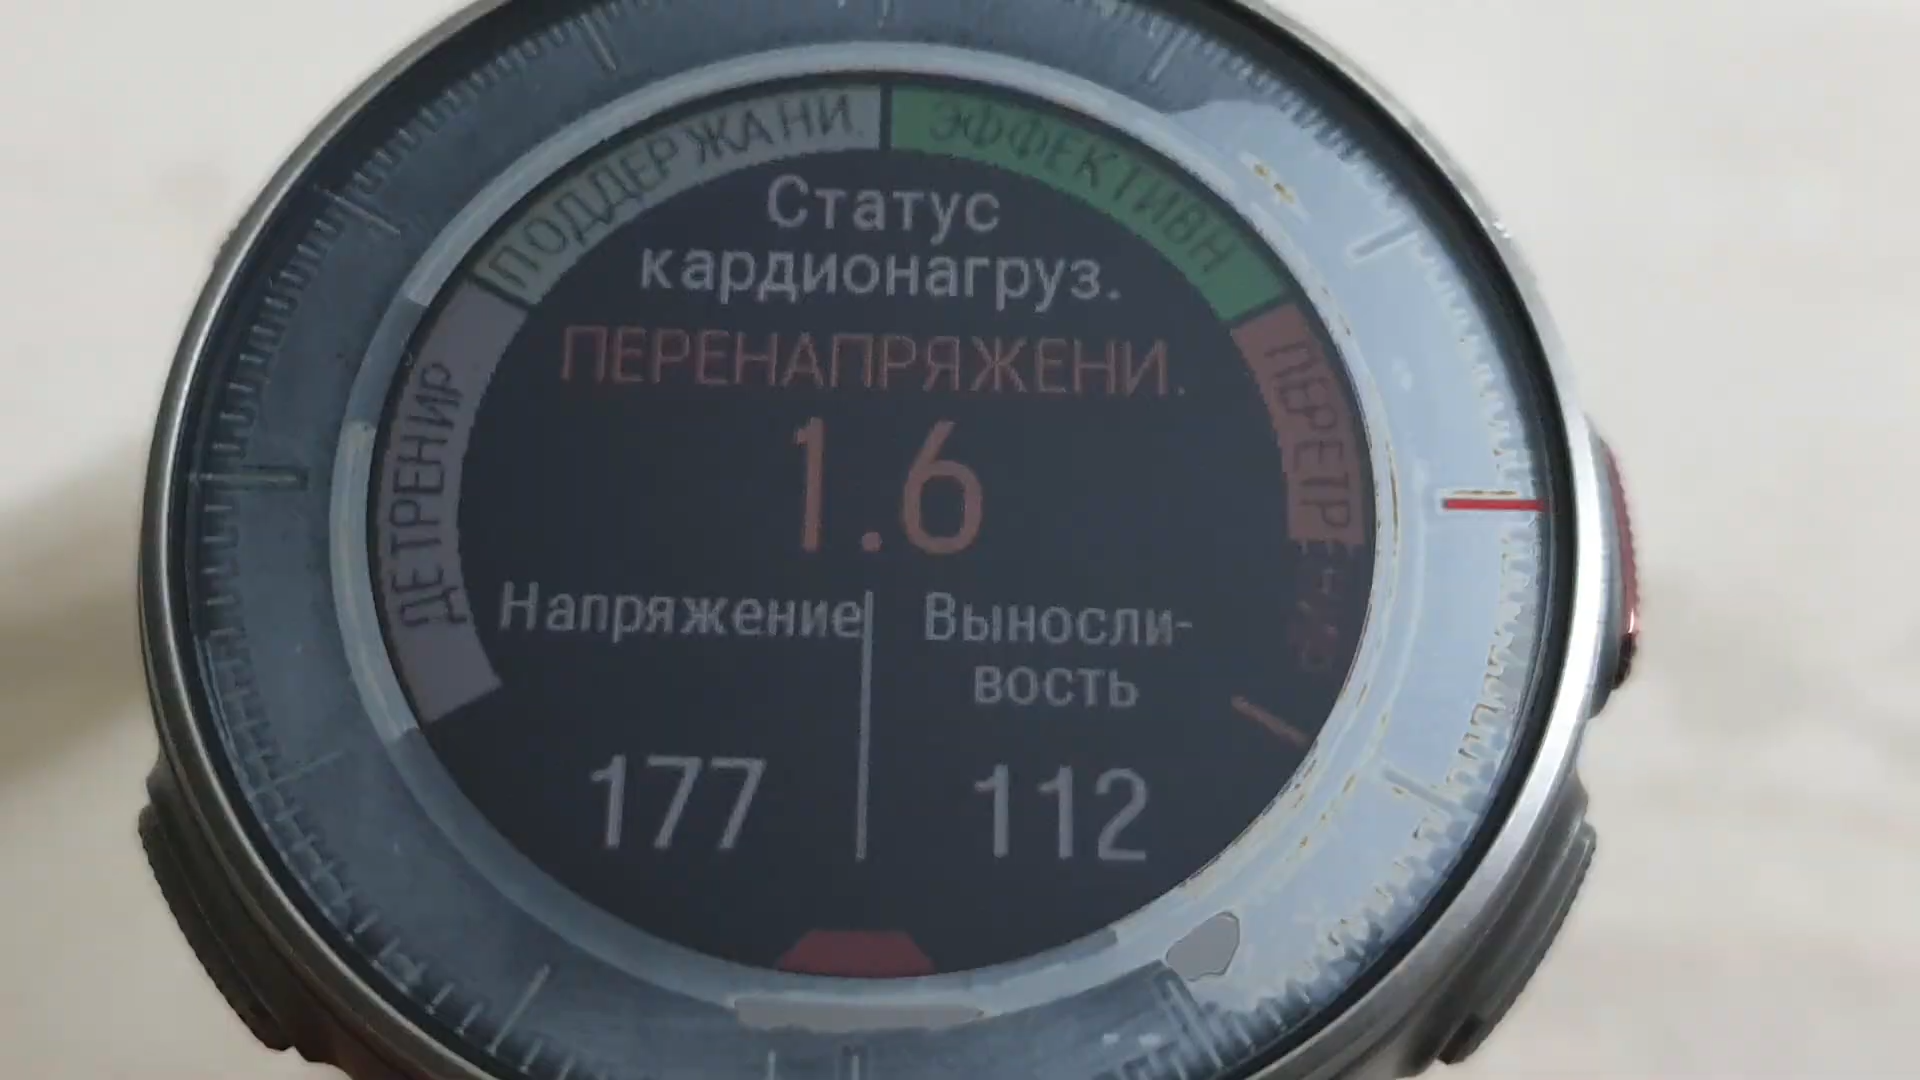 ДЕТРЕНИР
ПОДДЕРЖАНИ.
ЭФФЕКТИВН
ПЕРЕТР
Статус
кардионагруз.
ПЕРЕНАПРЯЖЕНИ.
1.6
Напряжение
177
Выносли-
вость
112